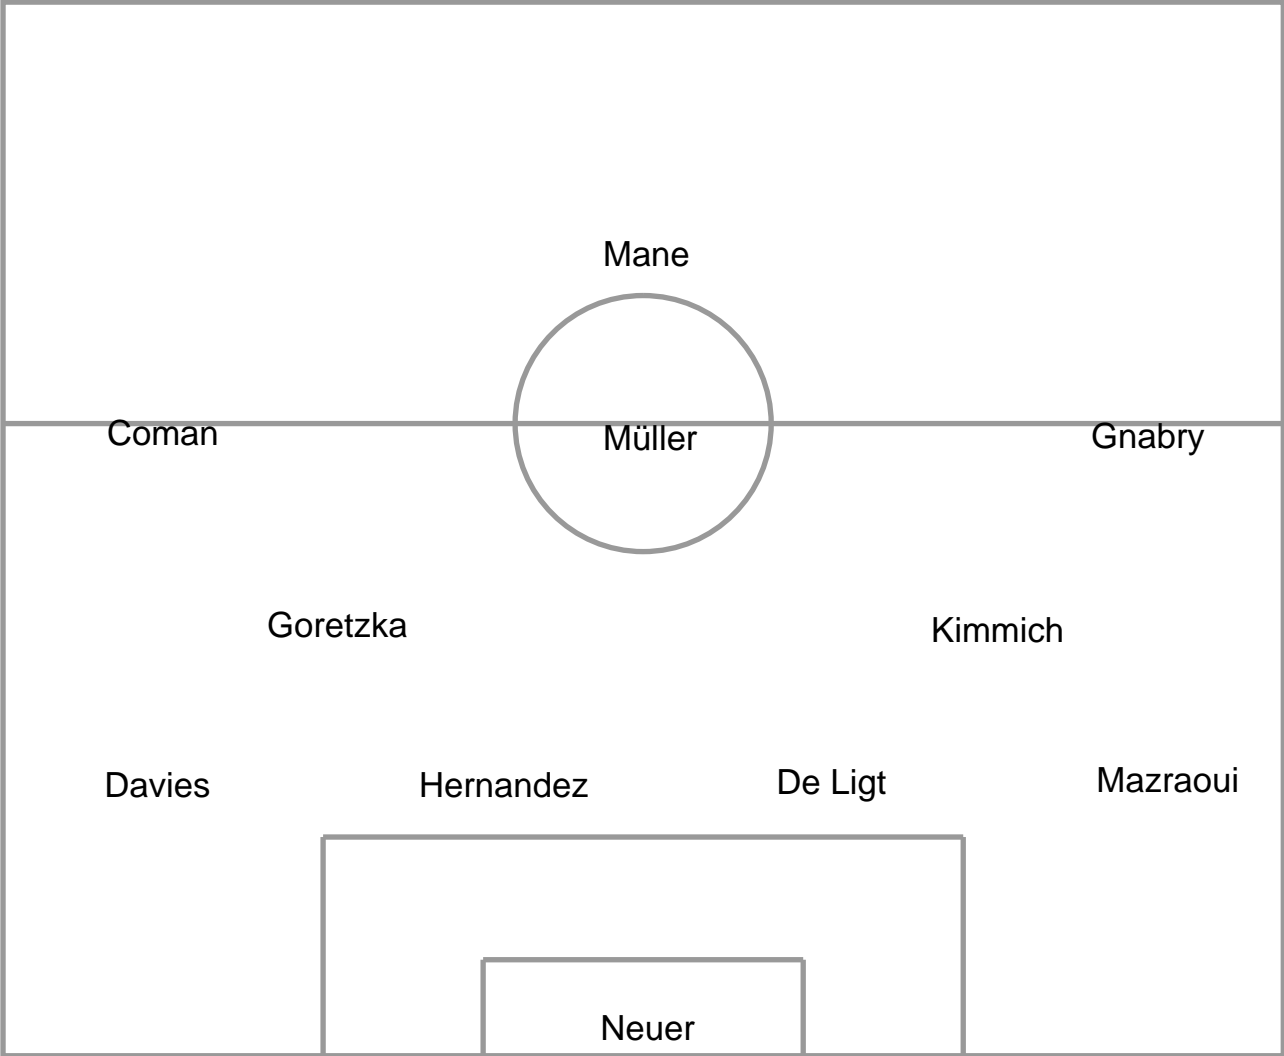 Mane
Coman Müller Gnabry
Goretzka Kimmich
Davies Hernandez De Ligt Mazraoui
Neuer